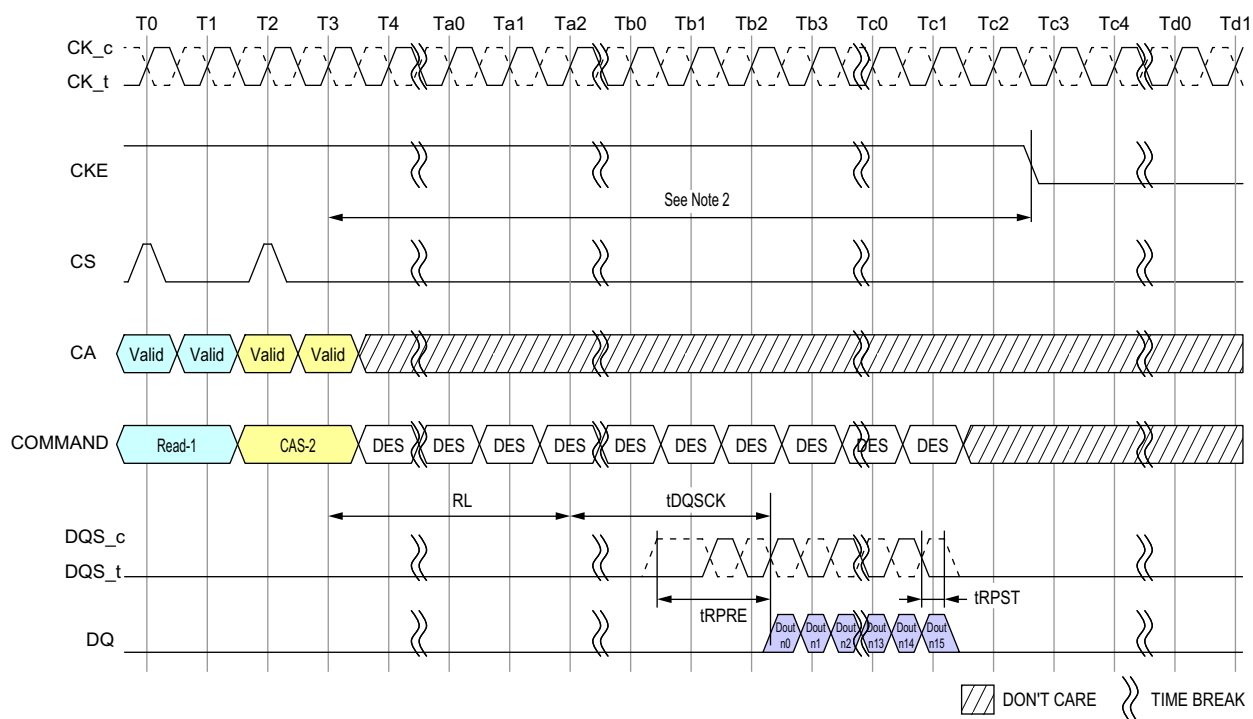 T0 T1 T2 T3 T4 Ta0 Ta1 Ta2 Tb0 Tb1 Tb2 Tb3 Tc0 Tc1 Tc2 Tc3 Tc4 Td0 Td1
CK_c
CK_t
CKE
See Note 2
CS
CA Valid Valid Valid Valid
COMMAND Read-1 CAS-2 DES DES DES DES DES DES DES DES DES DES
RL tDQSCK
DQS_c
DQS_t
tRPRE tRPST
DQ Dout n0 Dout n1 Dout n2 Dout n13 Dout n14 Dout n15
DON'T CARE TIME BREAK